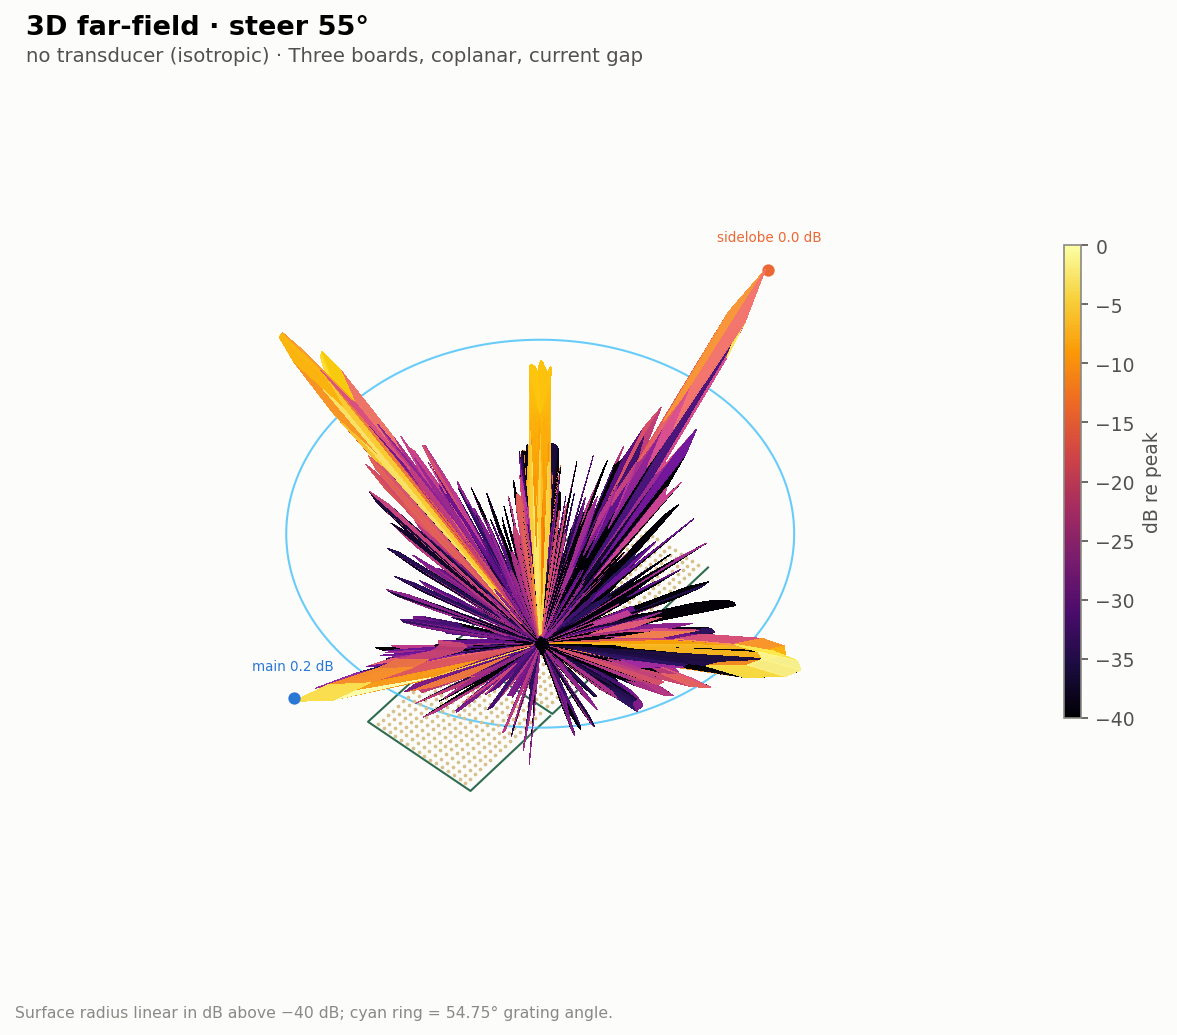 3D far-field · steer 55°
no transducer (isotropic) · Three boards, coplanar, current gap
sidelobe 0.0 dB
main 0.2 dB
0
−5
−10
−15
−20
−25
−30
−35
−40
dB re peak
Surface radius linear in dB above −40 dB; cyan ring = 54.75° grating angle.